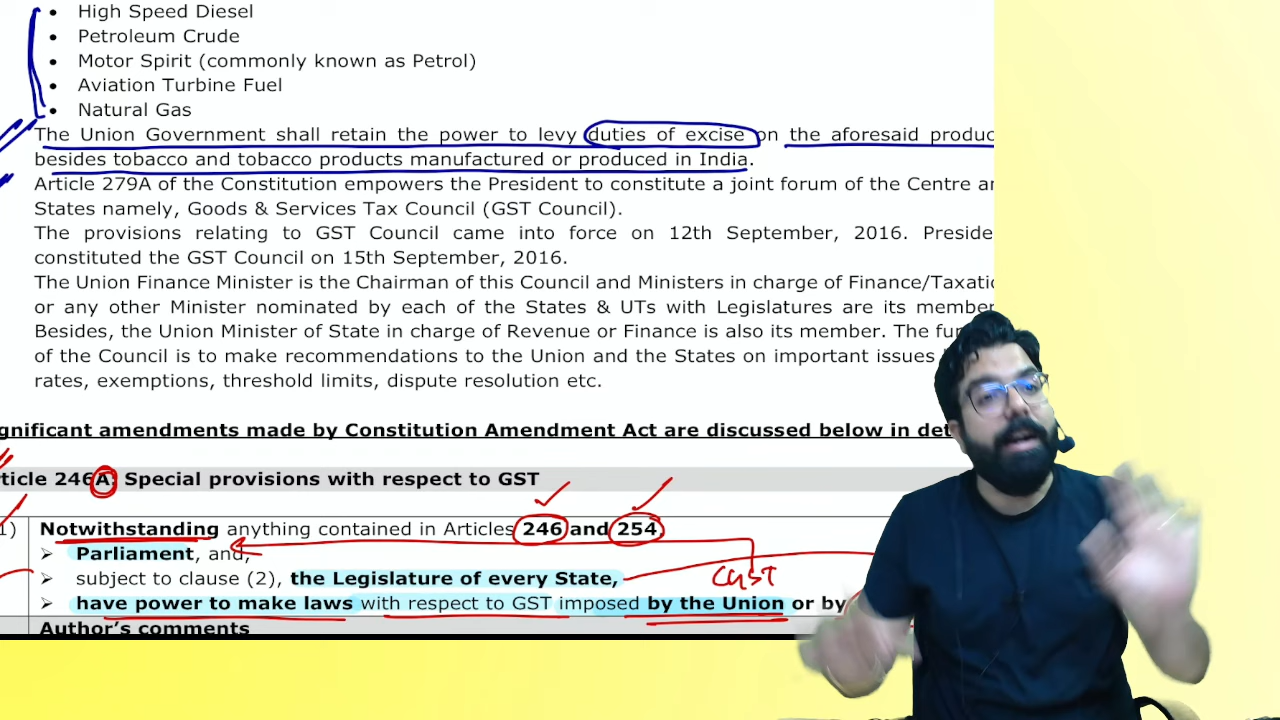 • High Speed Diesel
• Petroleum Crude
• Motor Spirit (commonly known as Petrol)
• Aviation Turbine Fuel
• Natural Gas
The Union Government shall retain the power to levy duties of excise on the aforesaid
besides tobacco and tobacco products manufactured or produced in India.
Article 279A of the Constitution empowers the President to constitute a joint forum of the Centre
States namely, Goods & Services Tax Council (GST Council).
The provisions relating to GST Council came into force on 12th September, 2016.
constituted the GST Council on 15th September, 2016.
The Union Finance Minister is the Chairman of this Council and Ministers in charge of
or any other Minister nominated by each of the States & UTs with Legislatures are its
Besides, the Union Minister of State in charge of Revenue or Finance is also its member. The
of the Council is to make recommendations to the Union and the States on important issues
rates, exemptions, threshold limits, dispute resolution etc.
amendments made by Constitution Amendment Act are discussed below in
246A: Special provisions with respect to GST
1) Notwithstanding anything contained in Articles 246 and 254,
➢ Parliament, and,
➢ subject to clause (2), the Legislature of every State,
CGST
➢ have power to make laws with respect to GST imposed by the Union or by
Author's comments